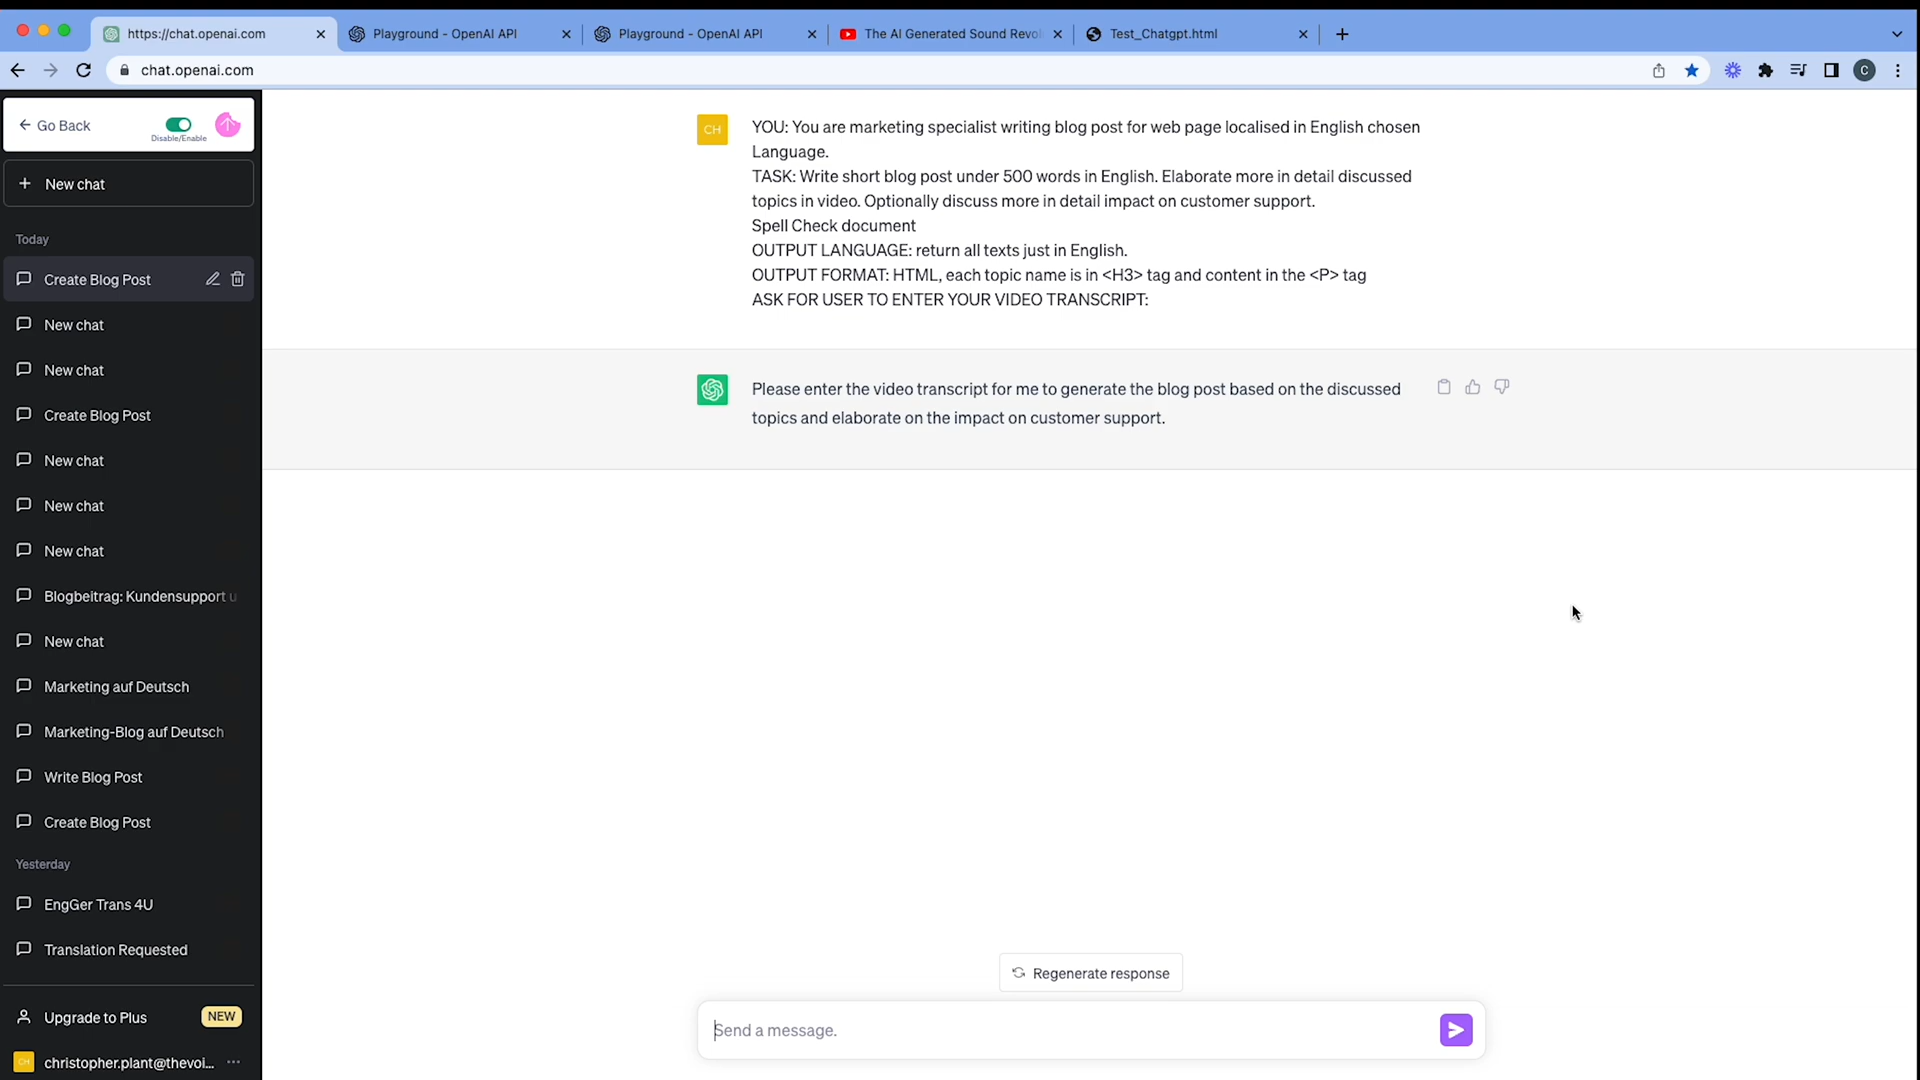 https://chat.openai.com
Playground - OpenAI API
Playground - OpenAI API
The AI Generated Sound Revo
Test_Chatgpt.html
chat.openai.com
C
Go Back
Disable/Enable
New chat
Today
Create Blog Post
New chat
New chat
Create Blog Post
New chat
New chat
New chat
Blogbeitrag: Kundensupport u
New chat
Marketing auf Deutsch
Marketing-Blog auf Deutsch
Write Blog Post
Create Blog Post
Yesterday
EngGer Trans 4U
Translation Requested
Upgrade to Plus
NEW
CH
christopher.plant@thevoi...
CH
YOU: You are marketing specialist writing blog post for web page localised in English chosen
Language.
TASK: Write short blog post under 500 words in English. Elaborate more in detail discussed
topics in video. Optionally discuss more in detail impact on customer support.
Spell Check document
OUTPUT LANGUAGE: return all texts just in English.
OUTPUT FORMAT: HTML, each topic name is in <H3> tag and content in the <P> tag
ASK FOR USER TO ENTER YOUR VIDEO TRANSCRIPT:
Please enter the video transcript for me to generate the blog post based on the discussed
topics and elaborate on the impact on customer support.
Regenerate response
Send a message.